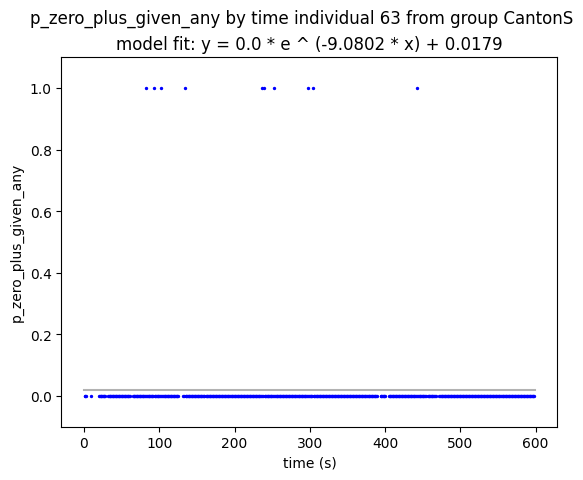 p_zero_plus_given_any by time individual 63 from group CantonS
model fit: y = 0.0 * e ^ (-9.0802 * x) + 0.0179
1.0
0.8
0.6
0.4
0.2
0.0
p_zero_plus_given_any
0 100 200 300 400 500 600
time (s)